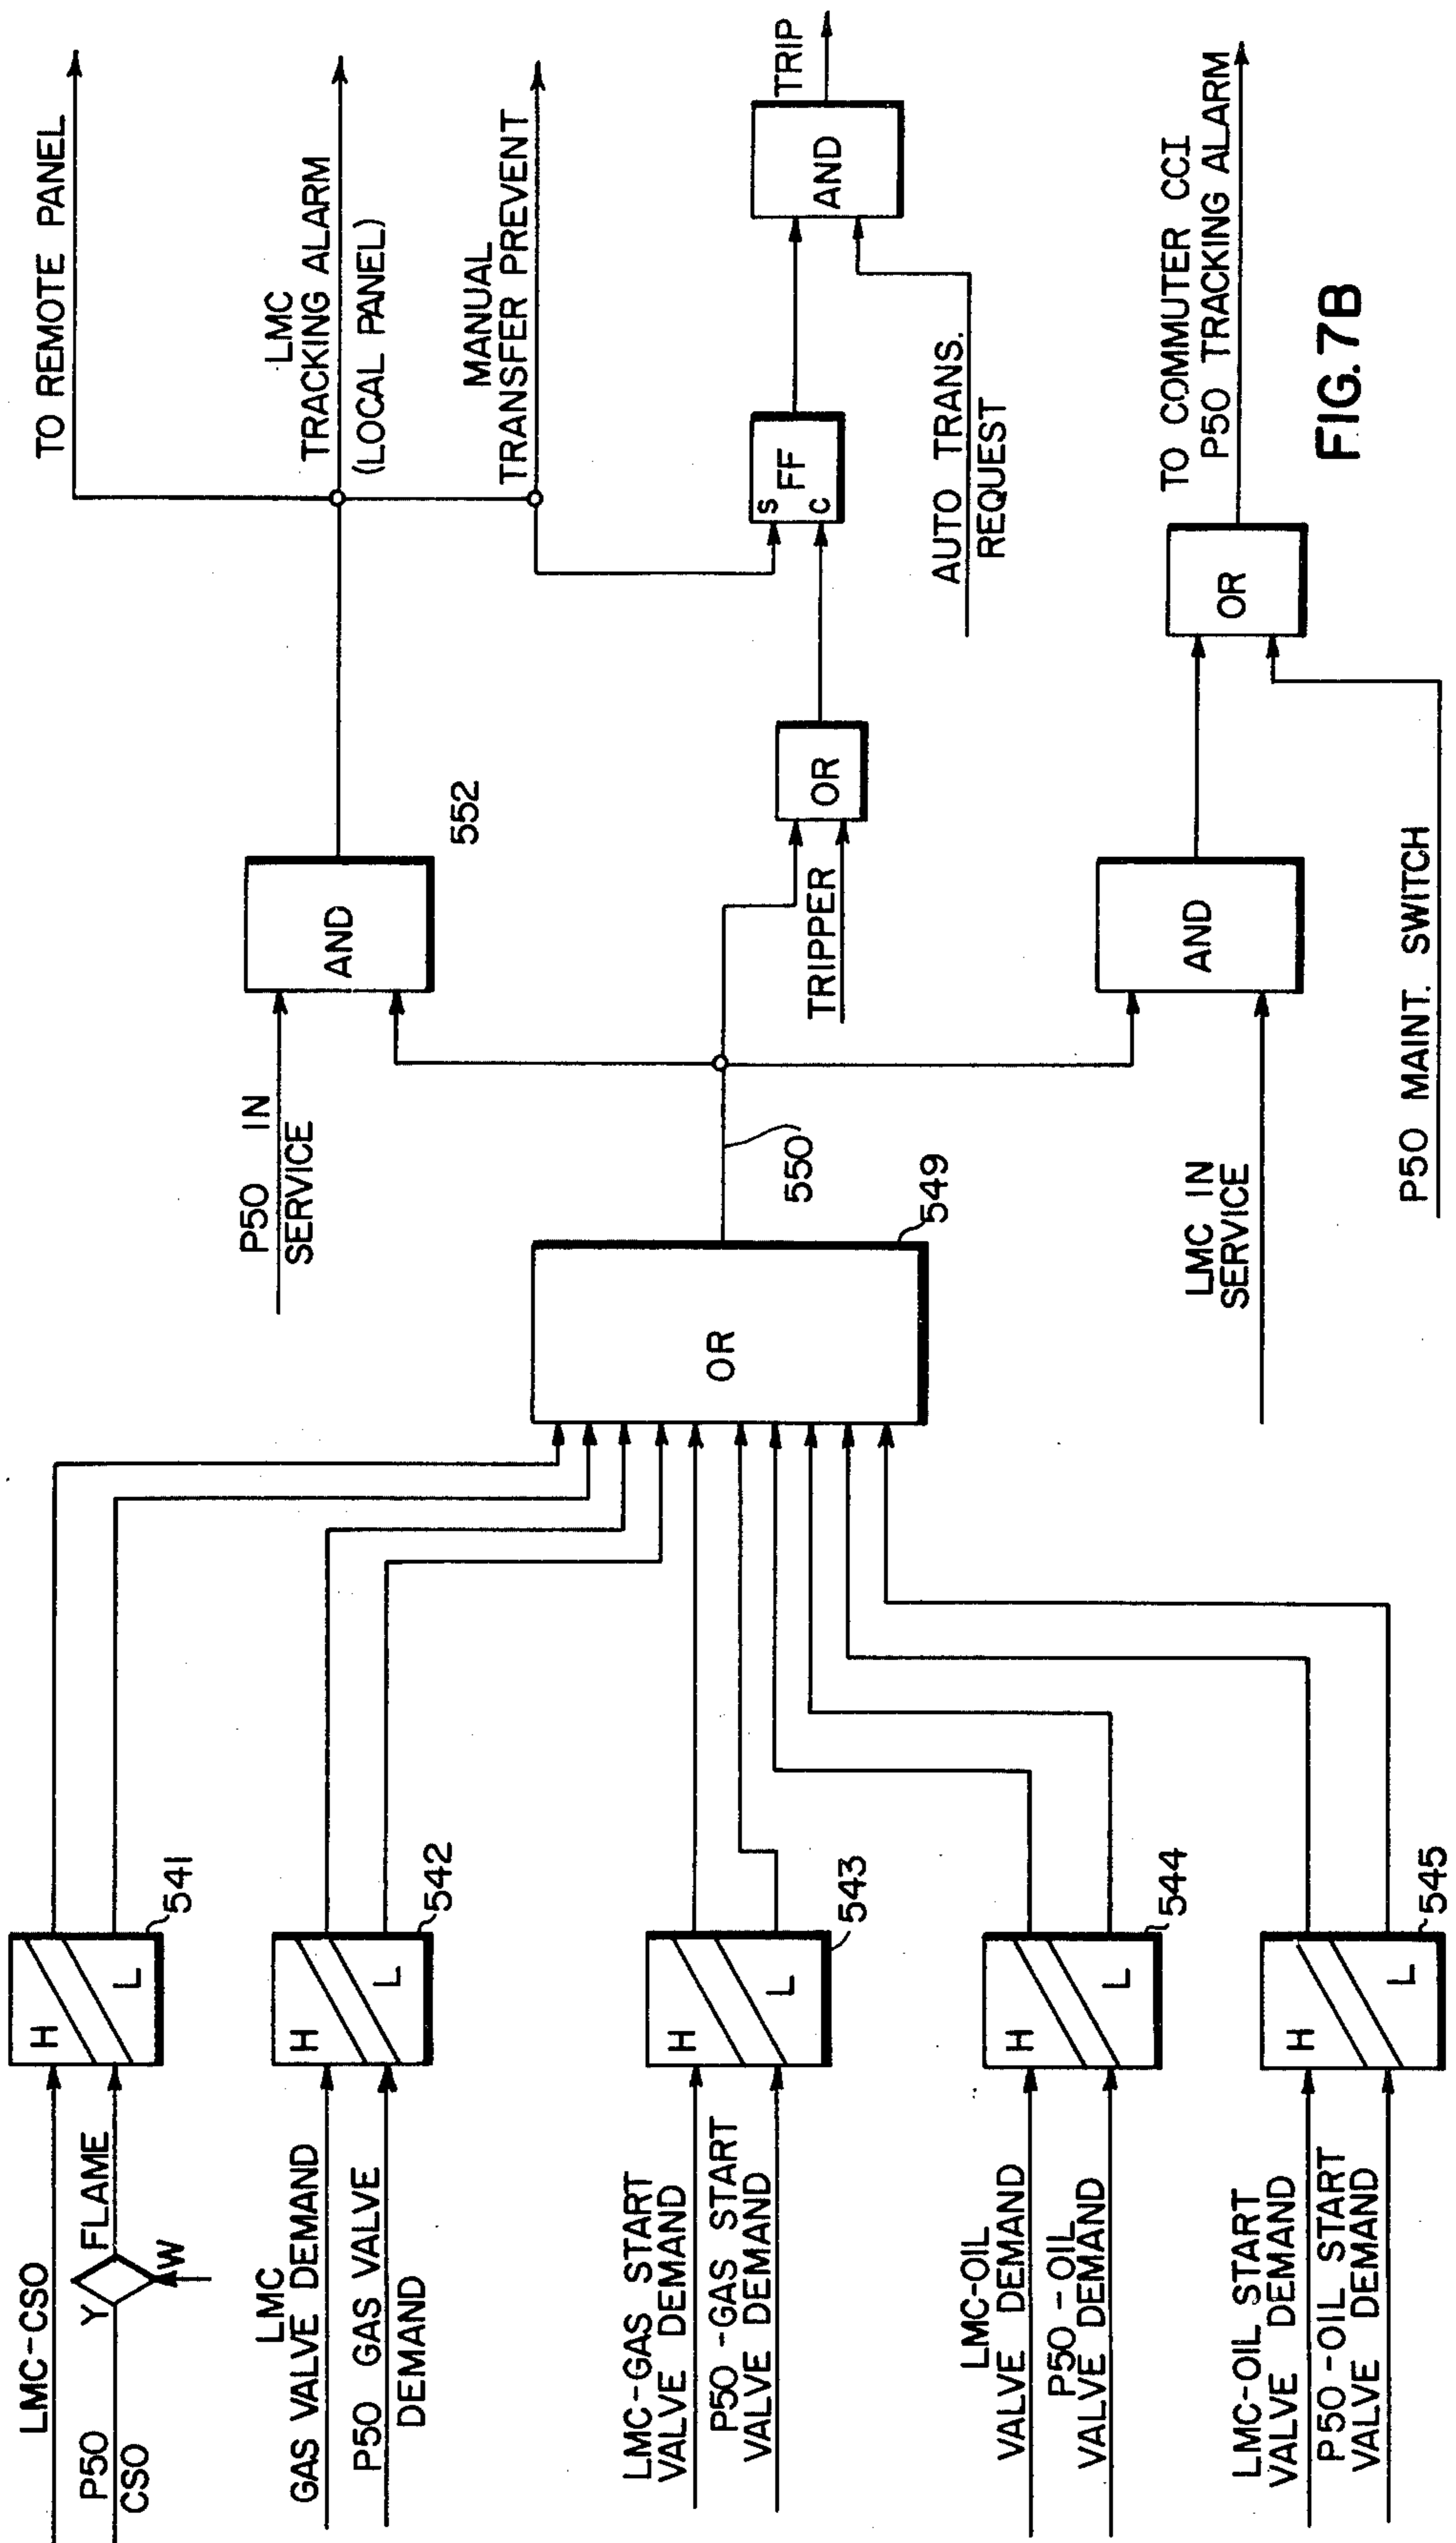 LMC-CSO
P50
CSO
Y
FLAME
W
H
L
541
LMC
GAS VALVE DEMAND
P50 GAS VALVE
DEMAND
H
L
542
LMC-GAS START
VALVE DEMAND
P50-GAS START
VALVE DEMAND
H
L
543
LMC-OIL
VALVE DEMAND
P50-OIL
VALVE DEMAND
H
L
544
LMC-OIL START
VALVE DEMAND
P50-OIL START
VALVE DEMAND
H
L
545
OR
549
550
P50 IN
SERVICE
AND
552
TO REMOTE PANEL
LMC
TRACKING ALARM
(LOCAL PANEL)
MANUAL
TRANSFER PREVENT
TRIPPER
OR
S
FF
C
AUTO TRANS.
REQUEST
AND
TRIP
LMC IN
SERVICE
AND
P50 MAINT. SWITCH
OR
TO COMMUTER CCI
P50 TRACKING ALARM
FIG. 7B